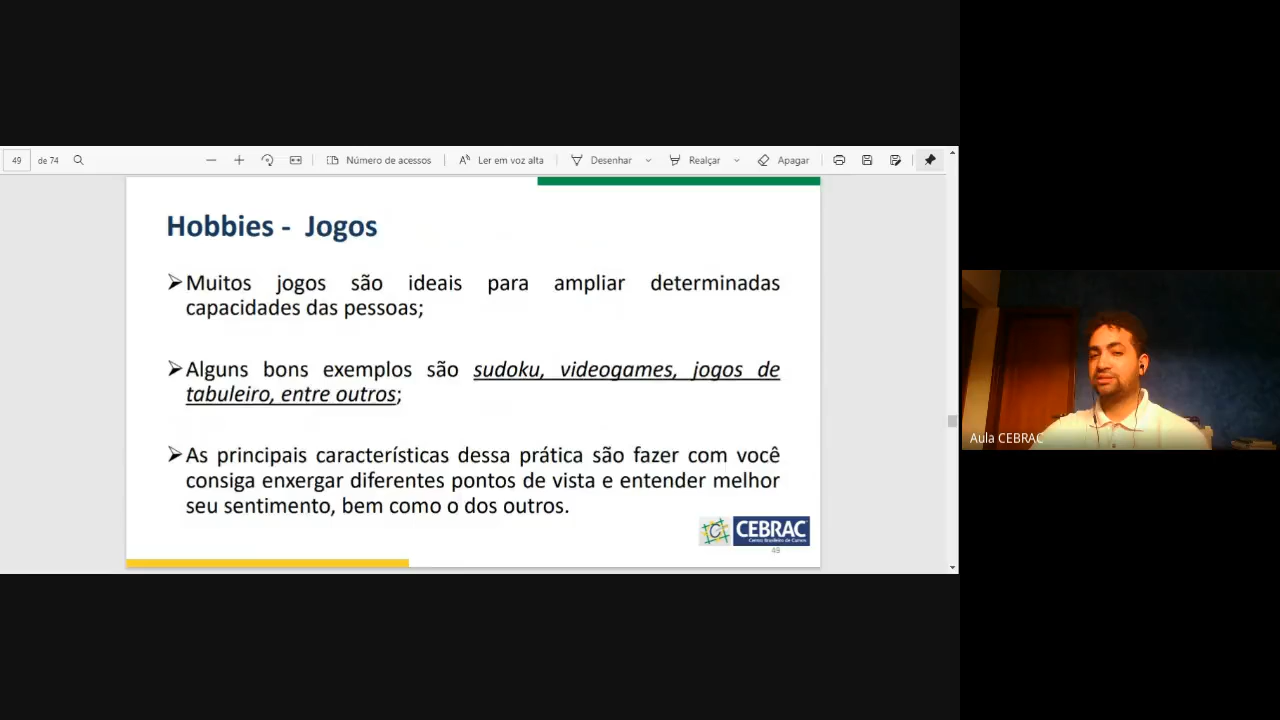 49 de 74 Número de acessos Ler em voz alta Desenhar Realçar Apagar
Hobbies - Jogos
Muitos jogos são ideais para ampliar determinadas
capacidades das pessoas;
Alguns bons exemplos são sudoku, videogames, jogos de
tabuleiro, entre outros;
As principais características dessa prática são fazer com você
consiga enxergar diferentes pontos de vista e entender melhor
seu sentimento, bem como o dos outros.
C CEBRAC
Centro Brasileiro de Cursos
49
Aula CEBRAC